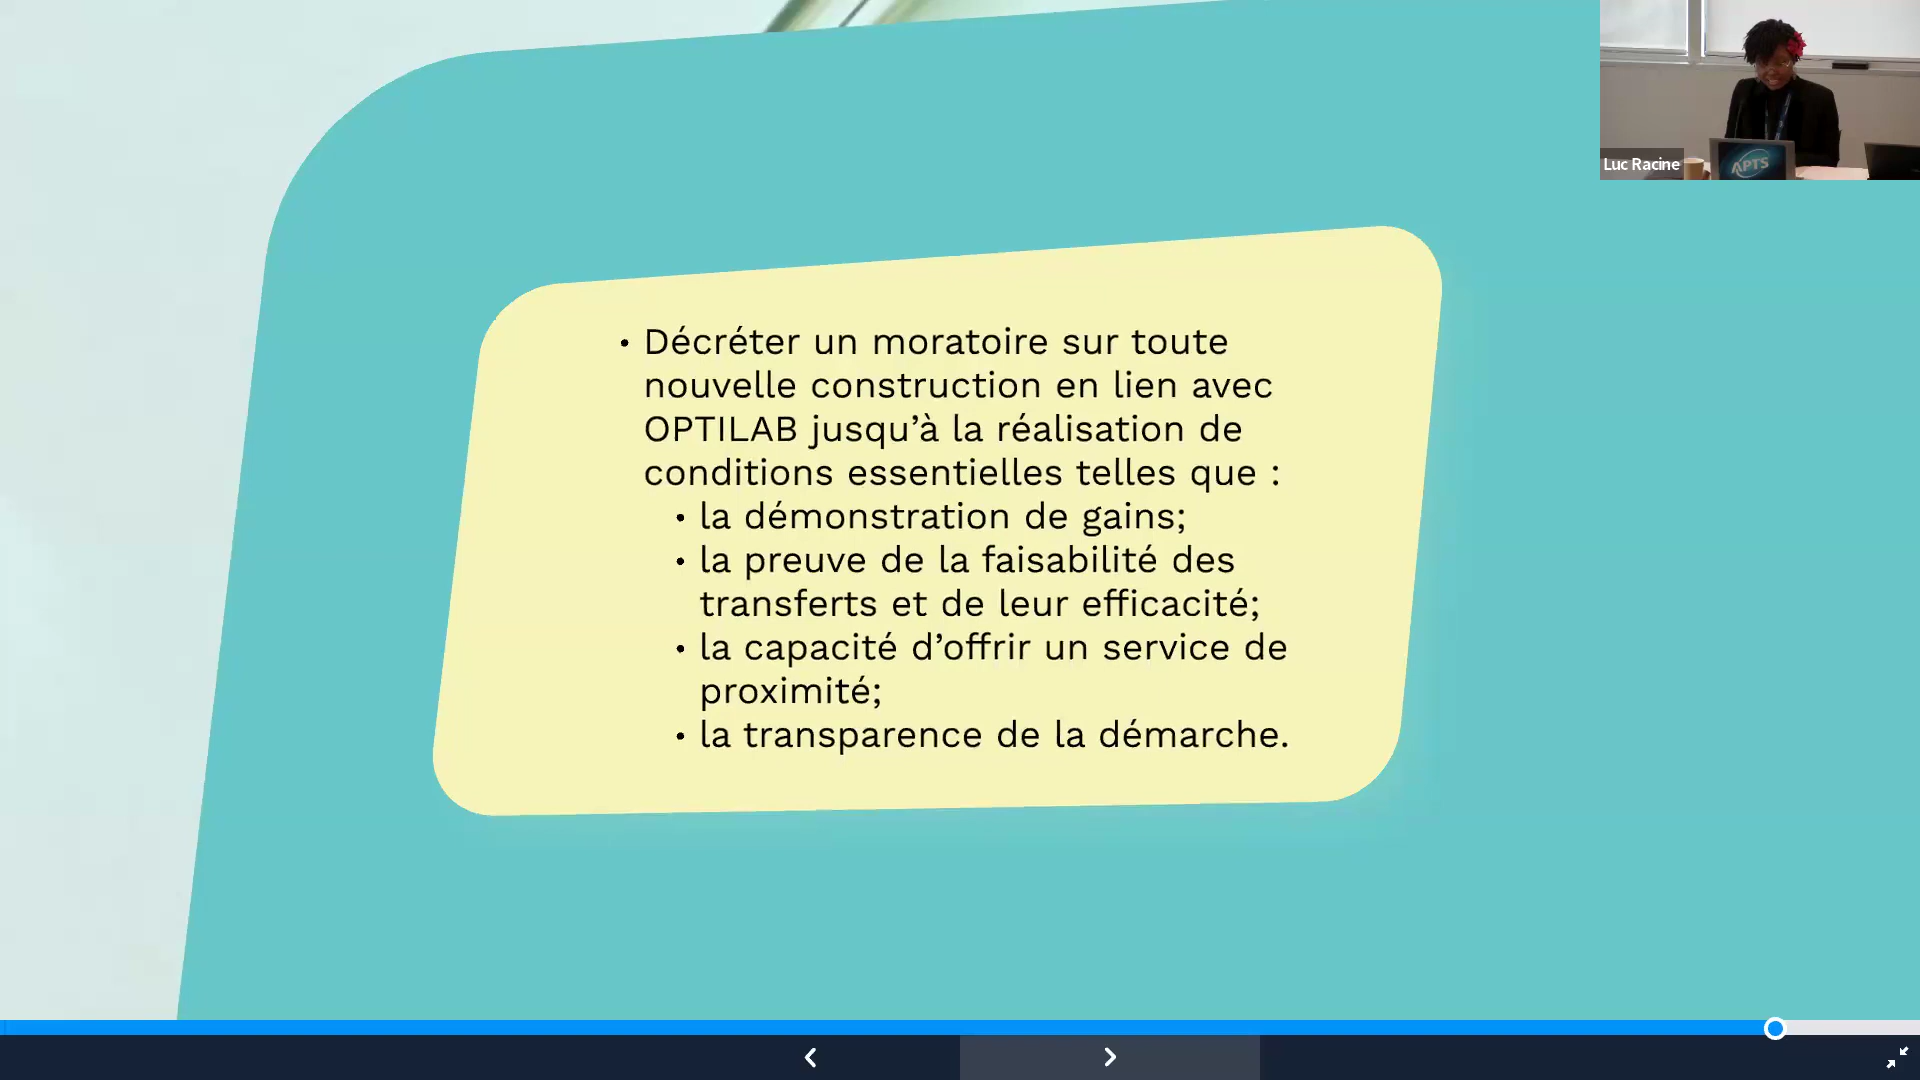 Luc Racine
APTS
• Décréter un moratoire sur toute
nouvelle construction en lien avec
OPTILAB jusqu’à la réalisation de
conditions essentielles telles que :
• la démonstration de gains;
• la preuve de la faisabilité des
transferts et de leur efficacité;
• la capacité d’offrir un service de
proximité;
• la transparence de la démarche.